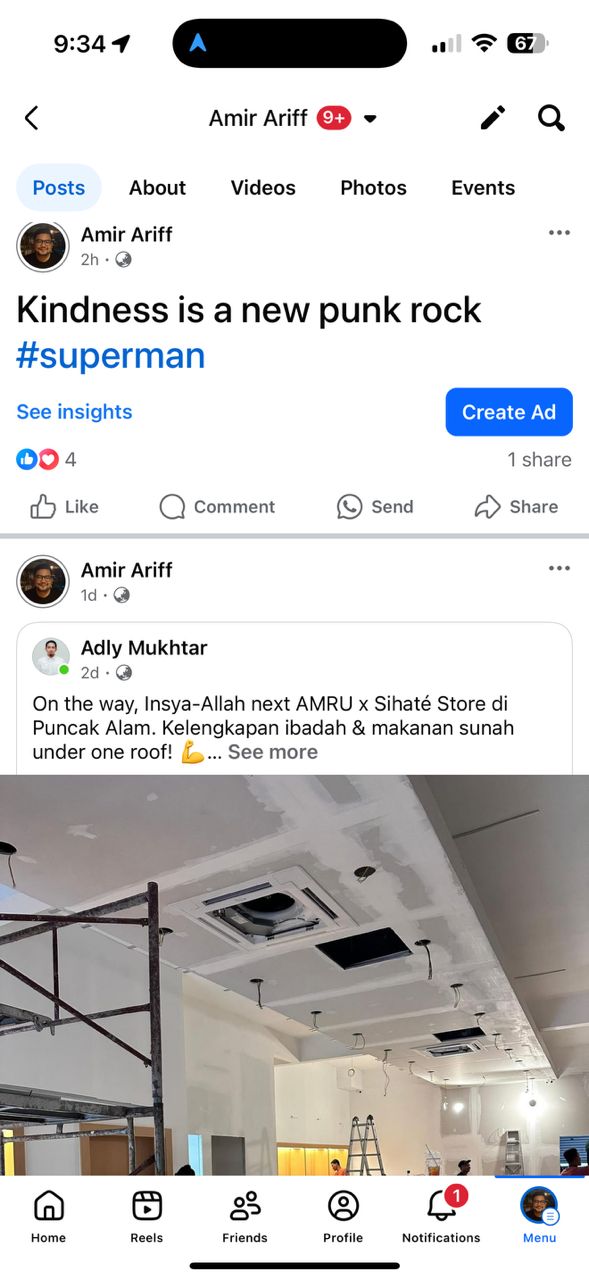 9:34
67
Amir Ariff 9+
Posts About Videos Photos Events
Amir Ariff
2h ·
Kindness is a new punk rock
#superman
See insights
Create Ad
4
1 share
Like Comment Send Share
Amir Ariff
1d ·
Adly Mukhtar
2d ·
On the way, Insya-Allah next AMRU x Sihaté Store di
Puncak Alam. Kelengkapan ibadah & makanan sunah
under one roof! 💪... See more
1
Home Reels Friends Profile Notifications Menu